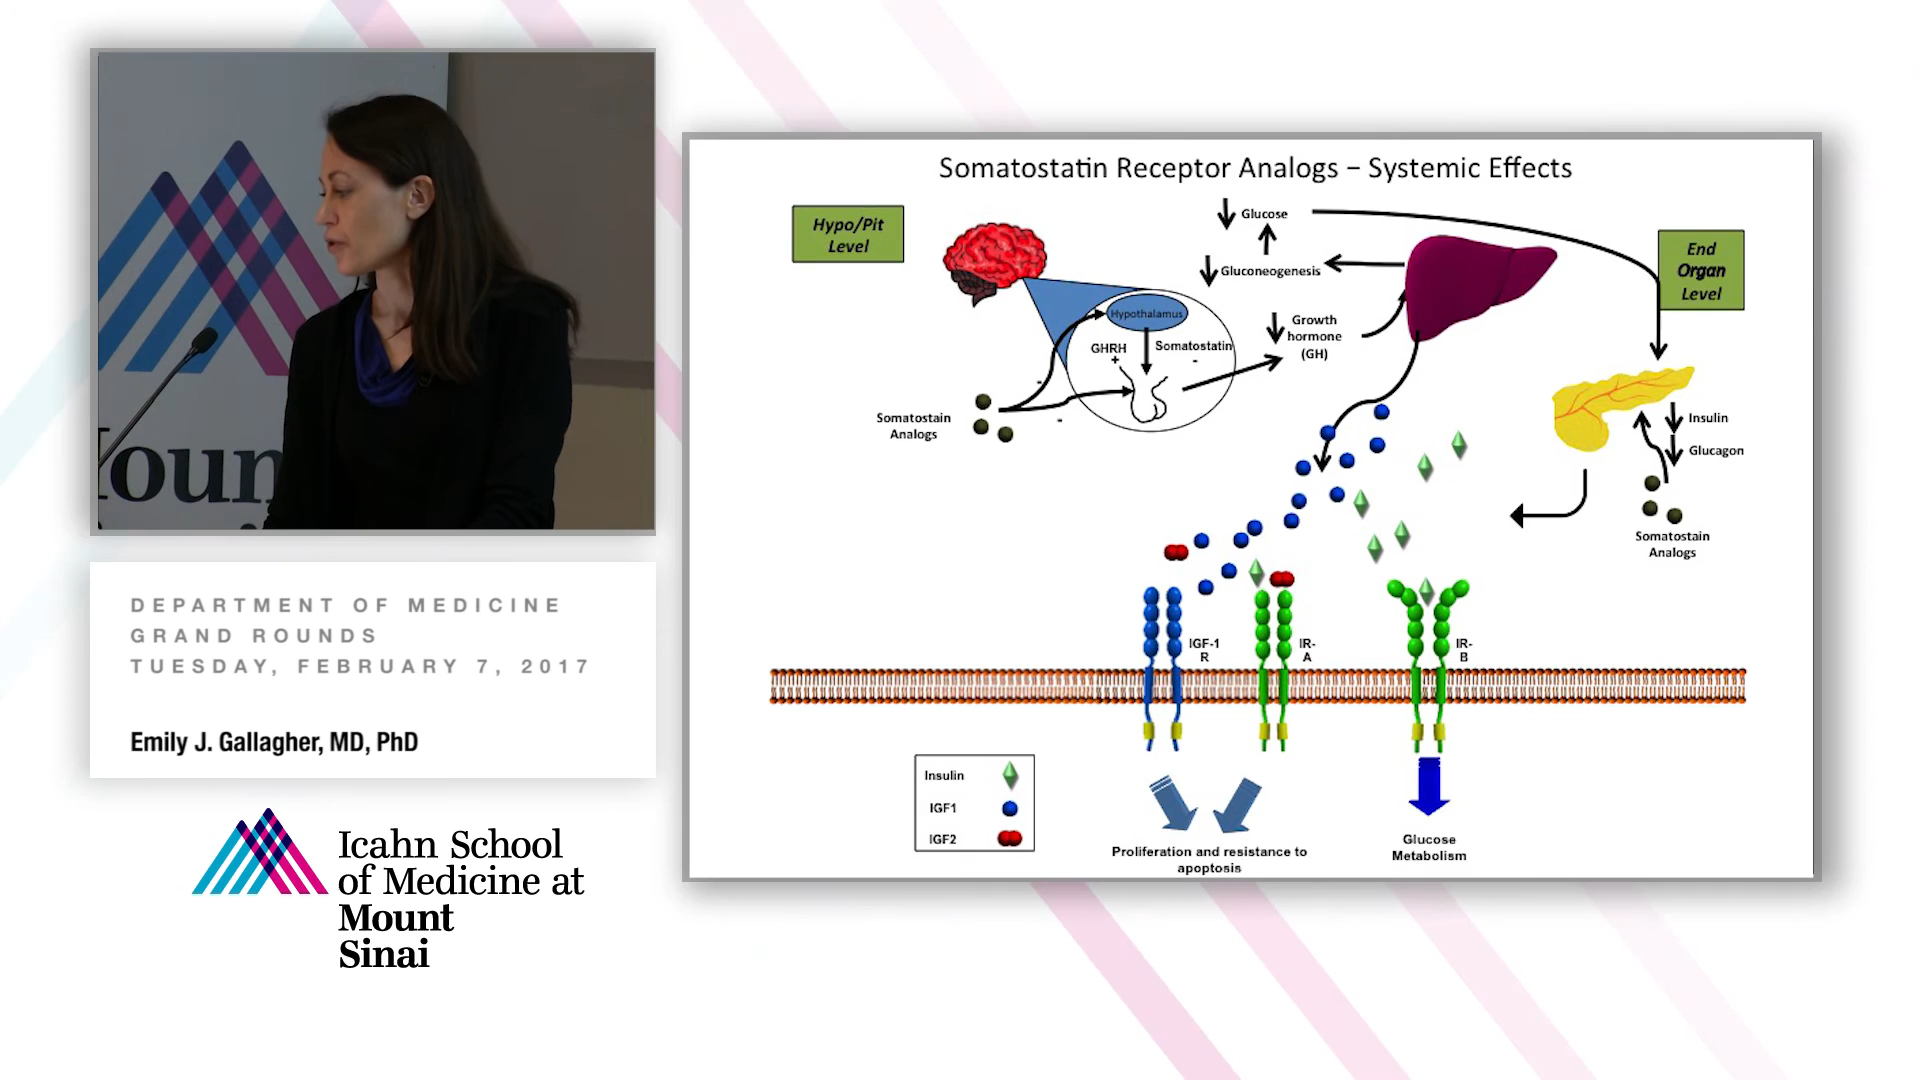 Moun
DEPARTMENT OF MEDICINE
GRAND ROUNDS
TUESDAY, FEBRUARY 7, 2017
Emily J. Gallagher, MD, PhD
Icahn School
of Medicine at
Mount
Sinai
Somatostatin Receptor Analogs – Systemic Effects
Hypo/Pit
Level
Glucose
Gluconeogenesis
End
Organ
Level
Hypothalamus
GHRH
+
Somatostatin
-
Growth
hormone
(GH)
-
-
Somatostain
Analogs
Insulin
Glucagon
Somatostain
Analogs
IGF-1
R
IR-
A
IR-
B
Insulin
IGF1
IGF2
Proliferation and resistance to
apoptosis
Glucose
Metabolism